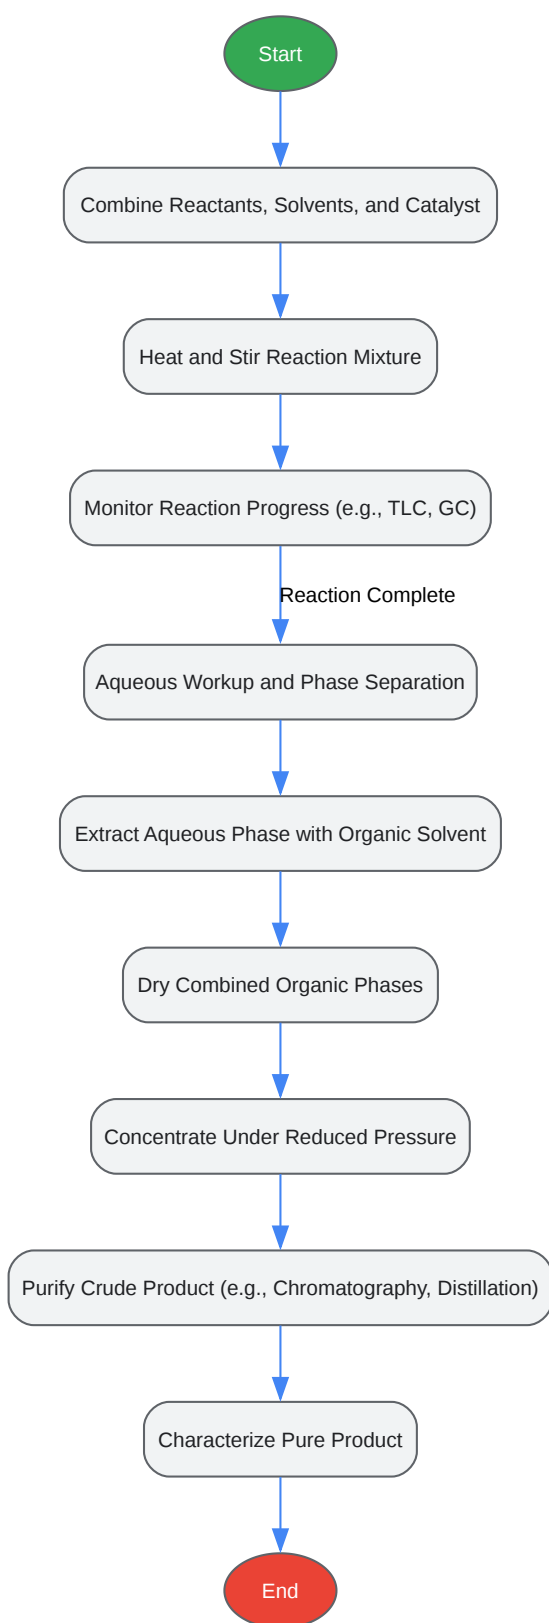 Start
Combine Reactants, Solvents, and Catalyst
Heat and Stir Reaction Mixture
Monitor Reaction Progress (e.g., TLC, GC)
Reaction Complete
Aqueous Workup and Phase Separation
Extract Aqueous Phase with Organic Solvent
Dry Combined Organic Phases
Concentrate Under Reduced Pressure
Purify Crude Product (e.g., Chromatography, Distillation)
Characterize Pure Product
End